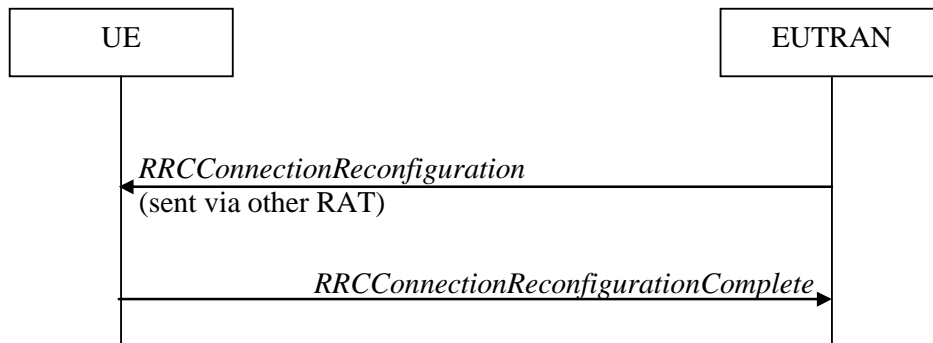 UE
EUTRAN
RRCConnectionReconfiguration
(sent via other RAT)
RRCConnectionReconfigurationComplete